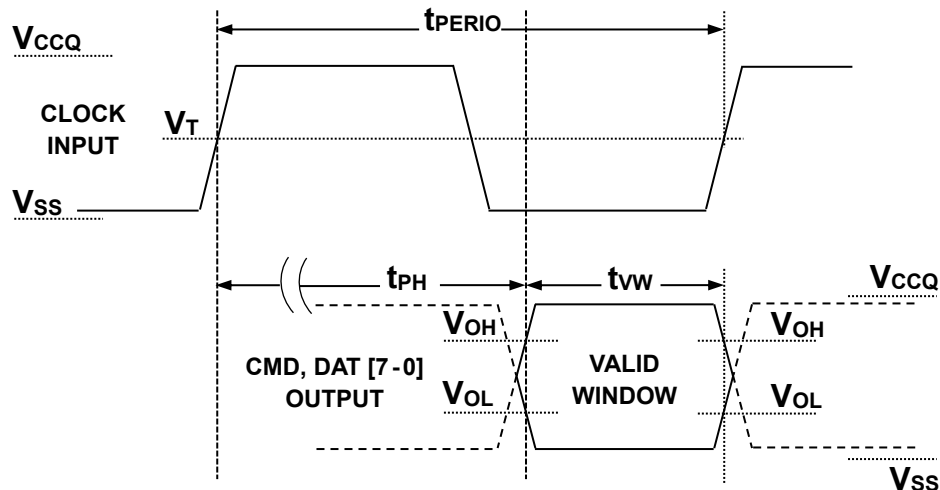 tPERIO
VCCQ
CLOCK
INPUT
VT
VSS
tPH
tVW
VCCQ
VOH
VOH
CMD, DAT [7-0]
OUTPUT
VALID
WINDOW
VOL
VOL
VSS